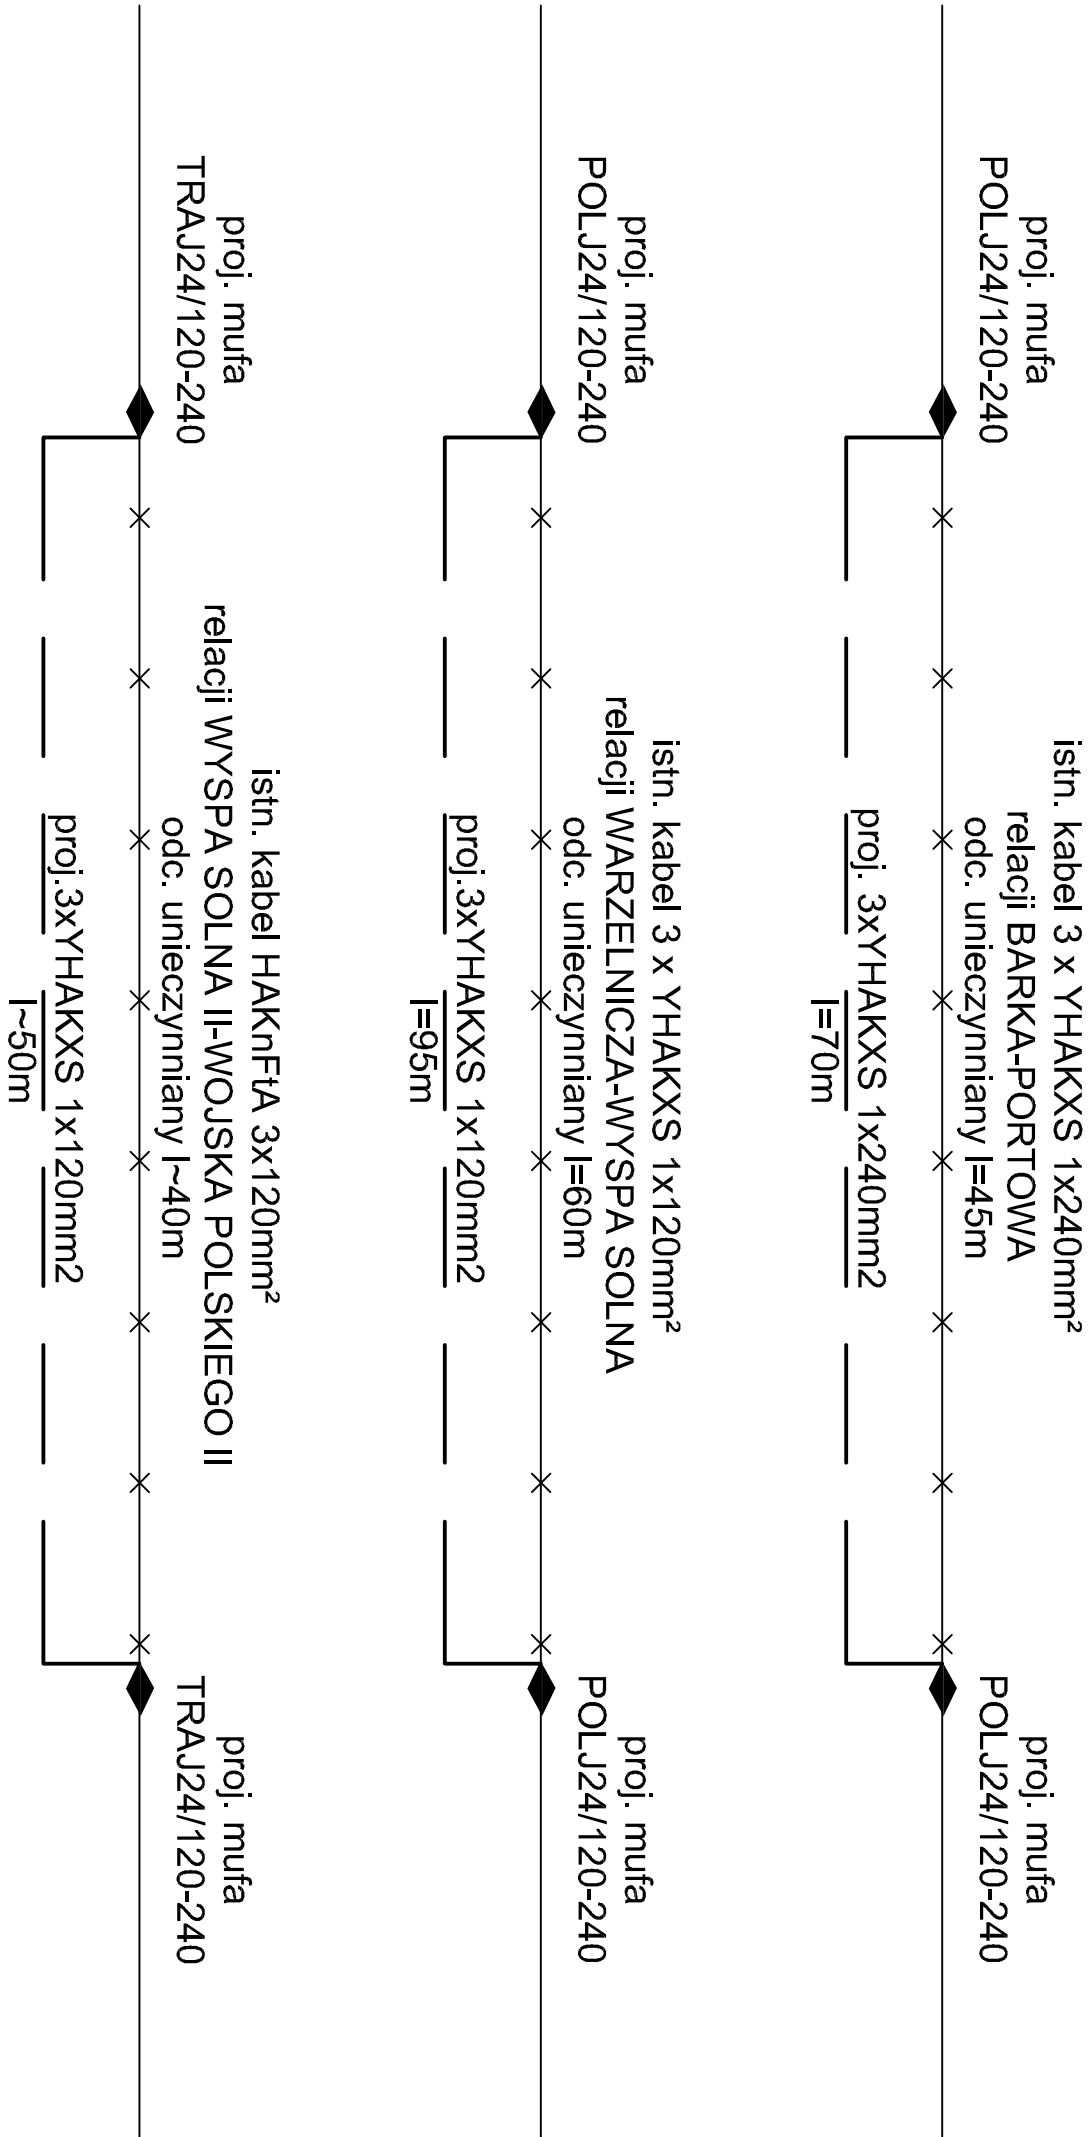 proj. mufa
POLJ24/120-240
istn. kabel 3 x YHAKXS 1x240mm²
relacji BARKA-PORTOWA
odc. unieczynniany l=45m
proj. mufa
POLJ24/120-240
proj. 3xYHAKXS 1x240mm2
l=70m
proj. mufa
POLJ24/120-240
istn. kabel 3 x YHAKXS 1x120mm²
relacji WARZELNICZA-WYSPA SOLNA
odc. unieczynniany l=60m
proj. mufa
POLJ24/120-240
proj.3xYHAKXS 1x120mm2
l=95m
proj. mufa
TRAJ24/120-240
istn. kabel HAKnFtA 3x120mm²
relacji WYSPA SOLNA II-WOJSKA POLSKIEGO II
odc. unieczynniany l~40m
proj. mufa
TRAJ24/120-240
proj.3xYHAKXS 1x120mm2
l~50m